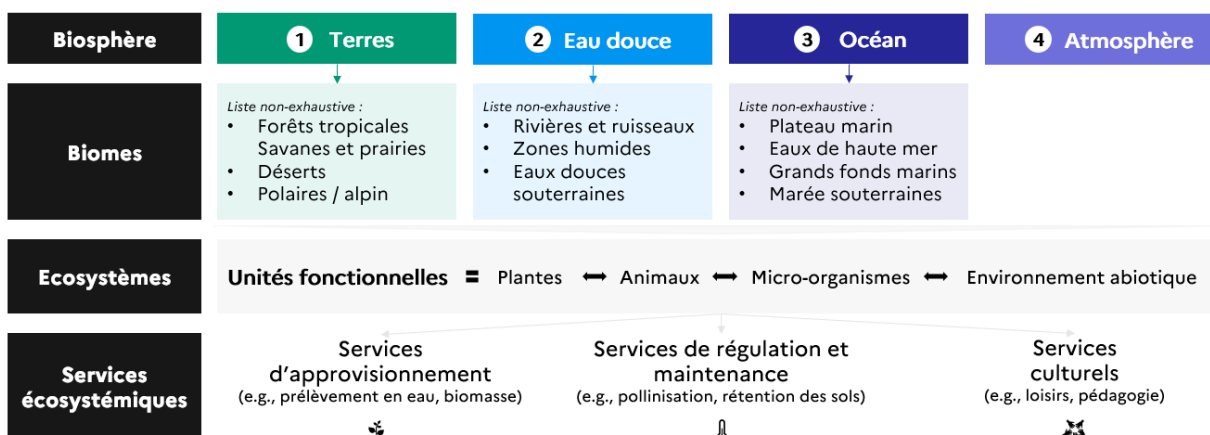 Biosphère
1 Terres
2 Eau douce
3 Océan
4 Atmosphère
Biomes
Liste non-exhaustive :
• Forêts tropicales
Savanes et prairies
• Déserts
• Polaires / alpin
Liste non-exhaustive :
• Rivières et ruisseaux
• Zones humides
• Eaux douces
souterraines
Liste non-exhaustive :
• Plateau marin
• Eaux de haute mer
• Grands fonds marins
• Marée souterraines
Ecosystèmes
Unités fonctionnelles = Plantes ↔ Animaux ↔ Micro-organismes ↔ Environnement abiotique
Services
écosystémiques
Services
d'approvisionnement
(e.g., prélèvement en eau, biomasse)
Services de régulation et
maintenance
(e.g., pollinisation, rétention des sols)
Services
culturels
(e.g., loisirs, pédagogie)